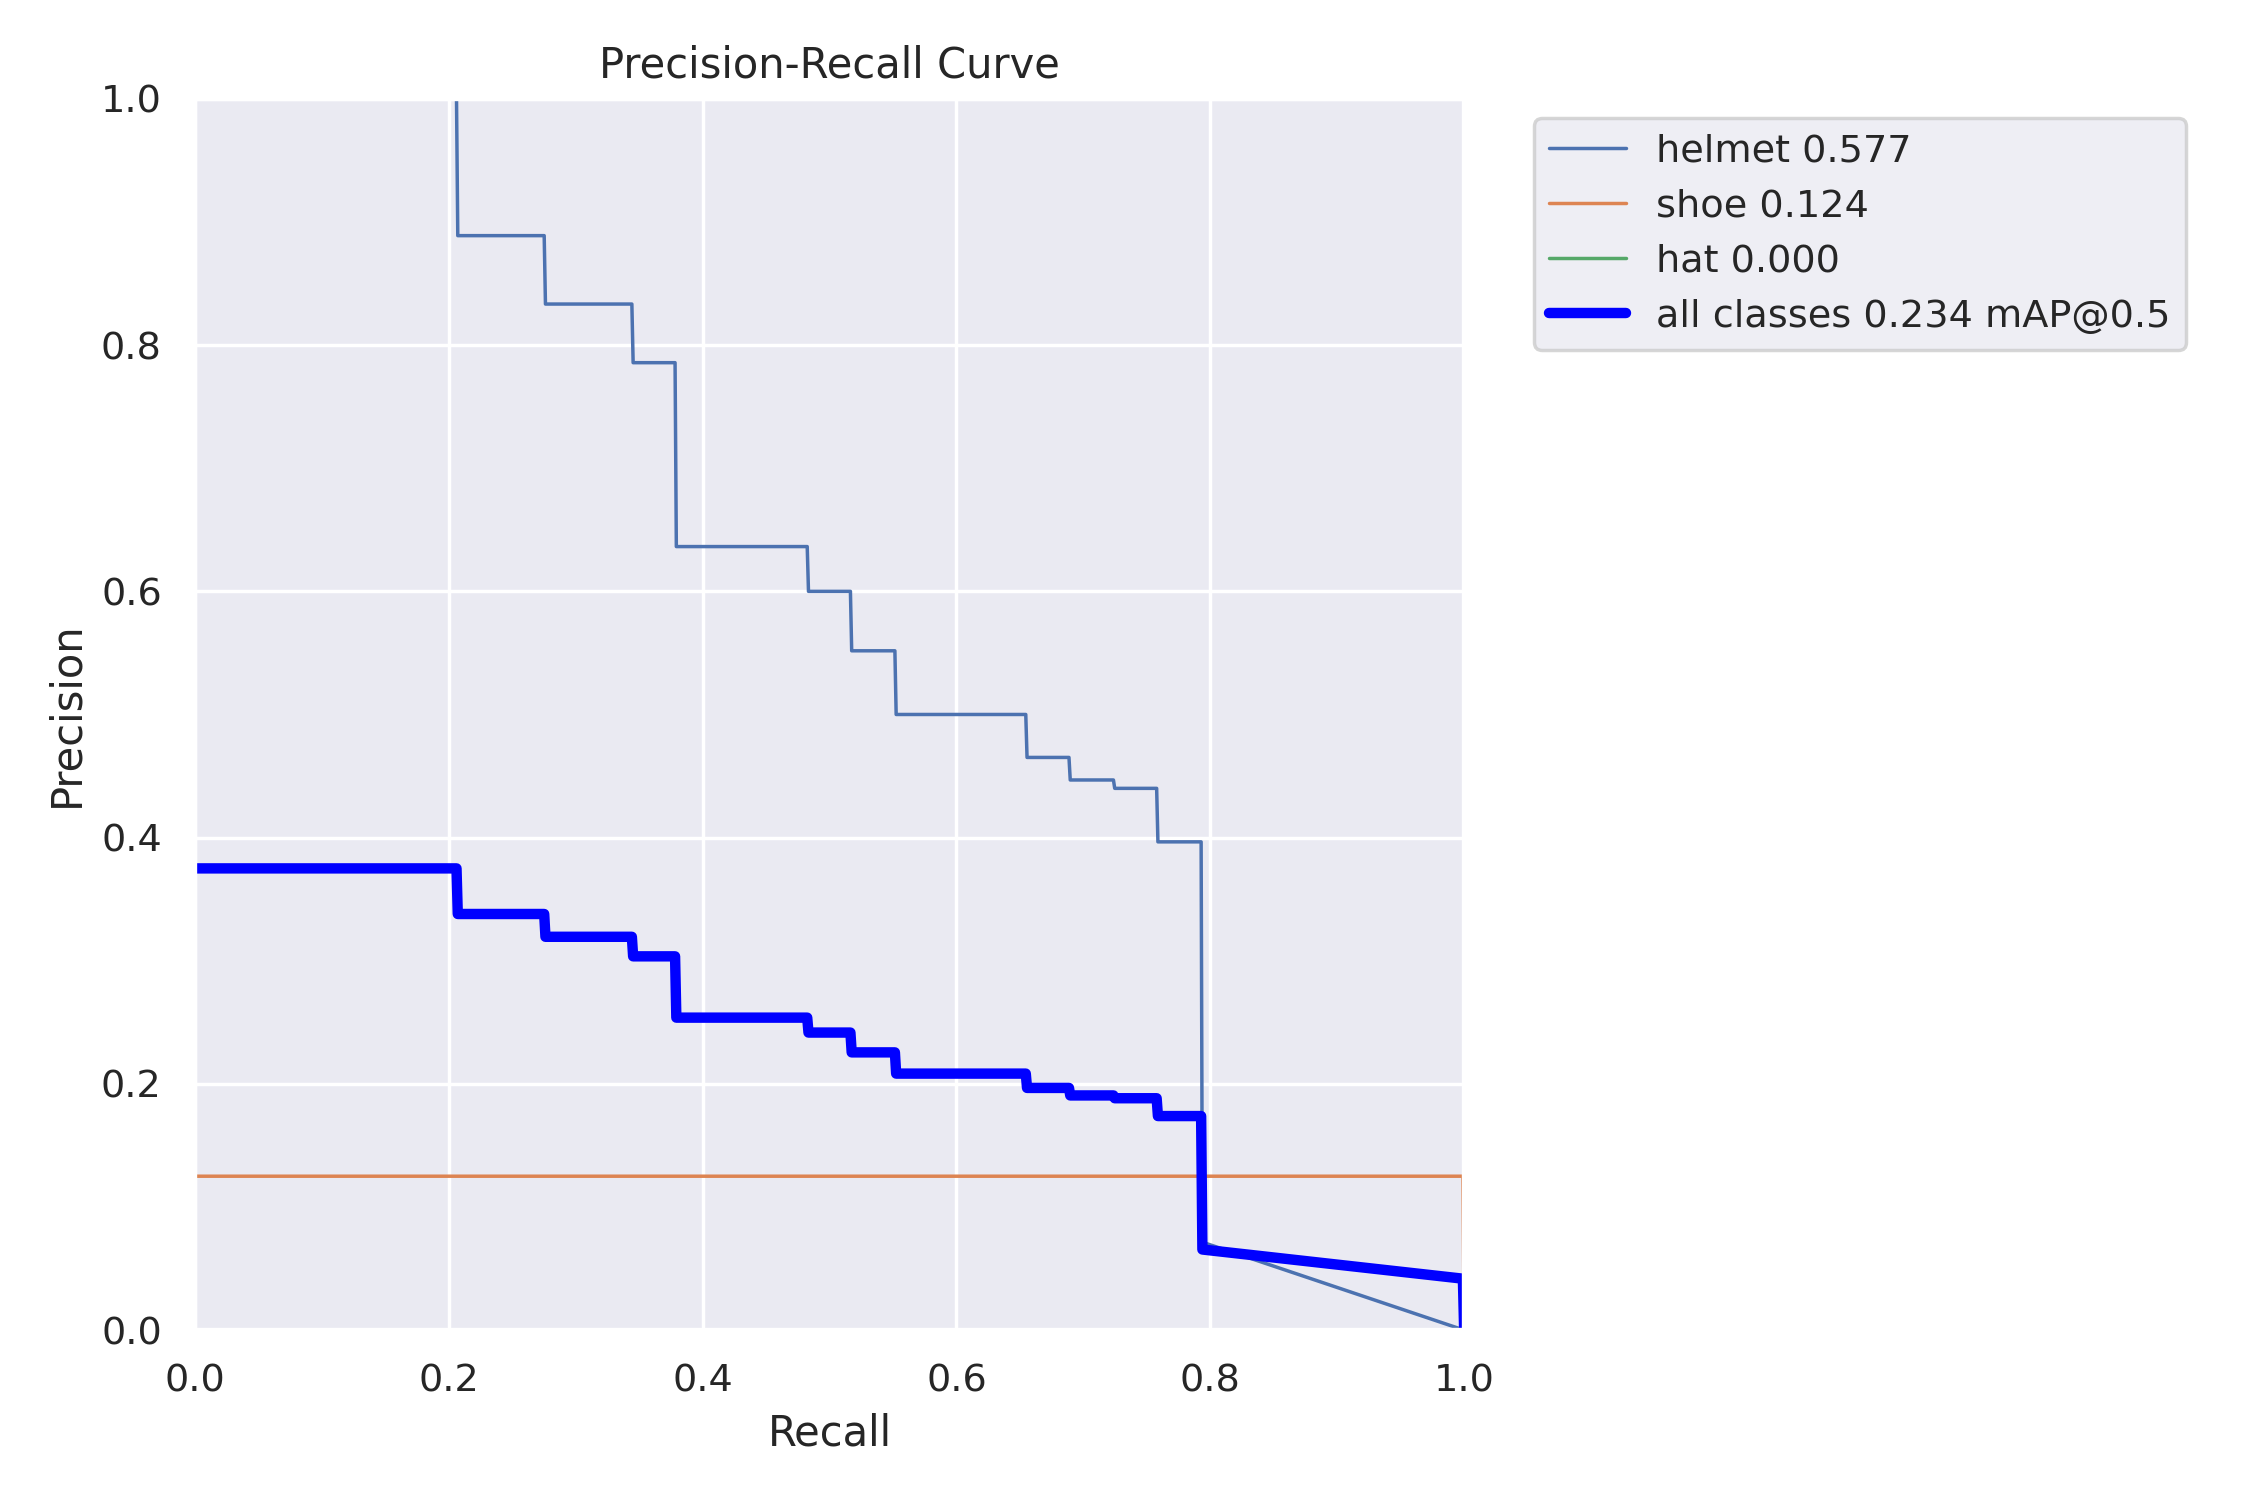 Precision-Recall Curve
helmet 0.577
shoe 0.124
hat 0.000
all classes 0.234 mAP@0.5
1.0
0.8
0.6
0.4
0.2
0.0
Precision
0.0 0.2 0.4 0.6 0.8 1.0
Recall